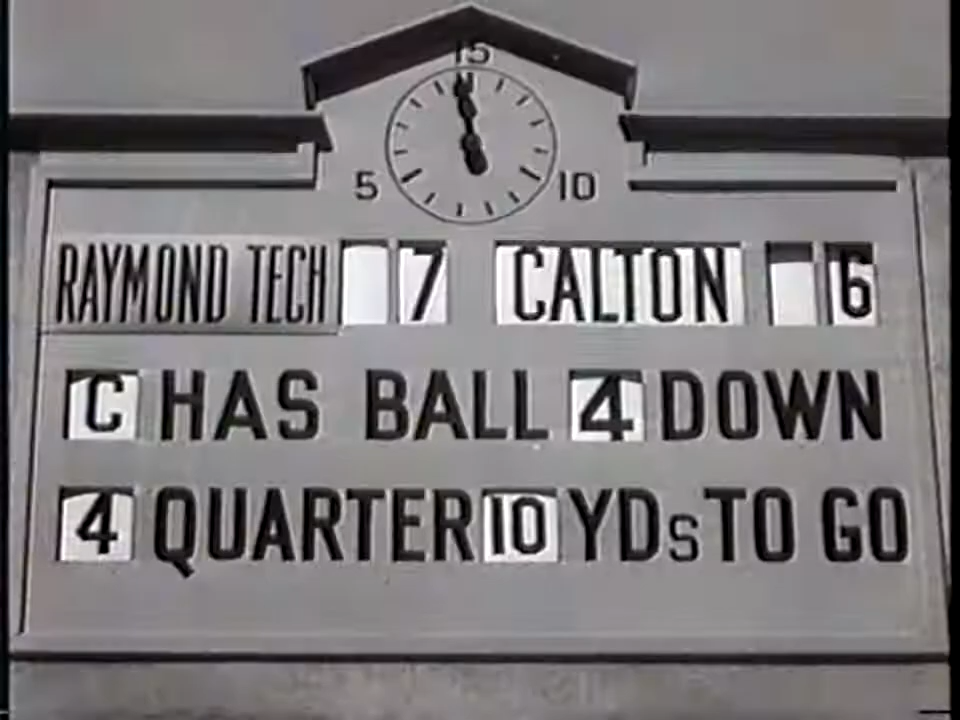 15
5 10
RAYMOND TECH 7 CALTON 6
C HAS BALL 4 DOWN
4 QUARTER 10 YDS TO GO